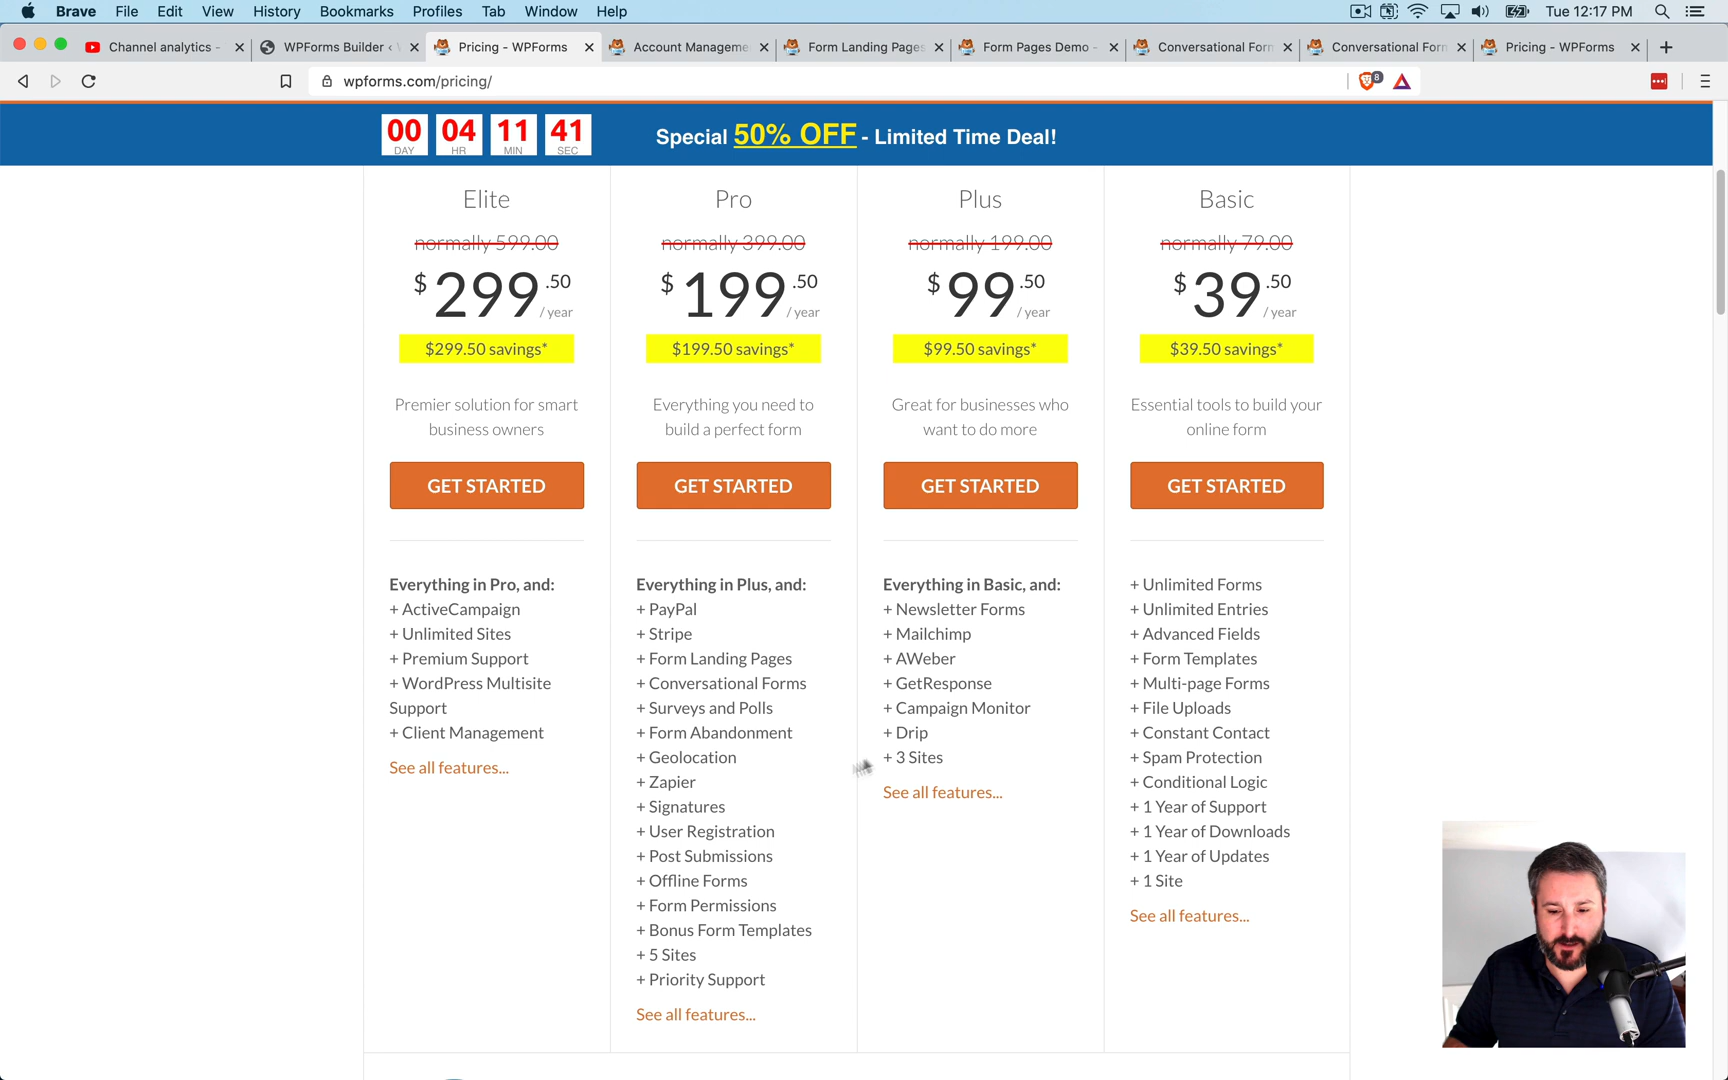 Brave File Edit View History Bookmarks Profiles Tab Window Help Tue 12:17 PM
Channel analytics - WPForms Builder ‹ Pricing - WPForms Account Manageme Form Landing Pages Form Pages Demo - Conversational For Conversational For Pricing - WPForms
wpforms.com/pricing/ 8
00 DAY 04 HR 11 MIN 41 SEC
Special 50% OFF - Limited Time Deal!
Elite
normally 599.00
$299.50 / year
$299.50 savings*
Premier solution for smart
business owners
GET STARTED
Everything in Pro, and:
+ ActiveCampaign
+ Unlimited Sites
+ Premium Support
+ WordPress Multisite
Support
+ Client Management
See all features...
Pro
normally 399.00
$199.50 / year
$199.50 savings*
Everything you need to
build a perfect form
GET STARTED
Everything in Plus, and:
+ PayPal
+ Stripe
+ Form Landing Pages
+ Conversational Forms
+ Surveys and Polls
+ Form Abandonment
+ Geolocation
+ Zapier
+ Signatures
+ User Registration
+ Post Submissions
+ Offline Forms
+ Form Permissions
+ Bonus Form Templates
+ 5 Sites
+ Priority Support
See all features...
Plus
normally 199.00
$99.50 / year
$99.50 savings*
Great for businesses who
want to do more
GET STARTED
Everything in Basic, and:
+ Newsletter Forms
+ Mailchimp
+ AWeber
+ GetResponse
+ Campaign Monitor
+ Drip
+ 3 Sites
See all features...
Basic
normally 79.00
$39.50 / year
$39.50 savings*
Essential tools to build your
online form
GET STARTED
+ Unlimited Forms
+ Unlimited Entries
+ Advanced Fields
+ Form Templates
+ Multi-page Forms
+ File Uploads
+ Constant Contact
+ Spam Protection
+ Conditional Logic
+ 1 Year of Support
+ 1 Year of Downloads
+ 1 Year of Updates
+ 1 Site
See all features...